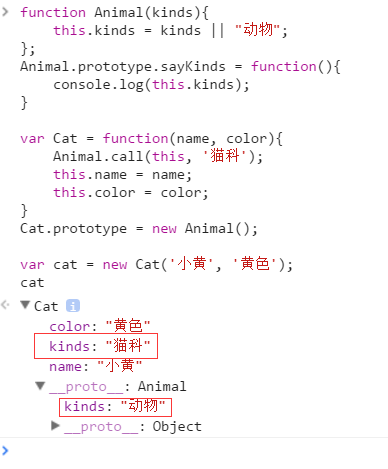 function Animal(kinds){
    this.kinds = kinds || "动物";
};
Animal.prototype.sayKinds = function(){
    console.log(this.kinds);
}
var Cat = function(name, color){
    Animal.call(this, '猫科');
    this.name = name;
    this.color = color;
}
Cat.prototype = new Animal();
var cat = new Cat('小黄', '黄色');
cat
Cat i
color: "黄色"
kinds: "猫科"
name: "小黄"
__proto__: Animal
kinds: "动物"
__proto__: Object